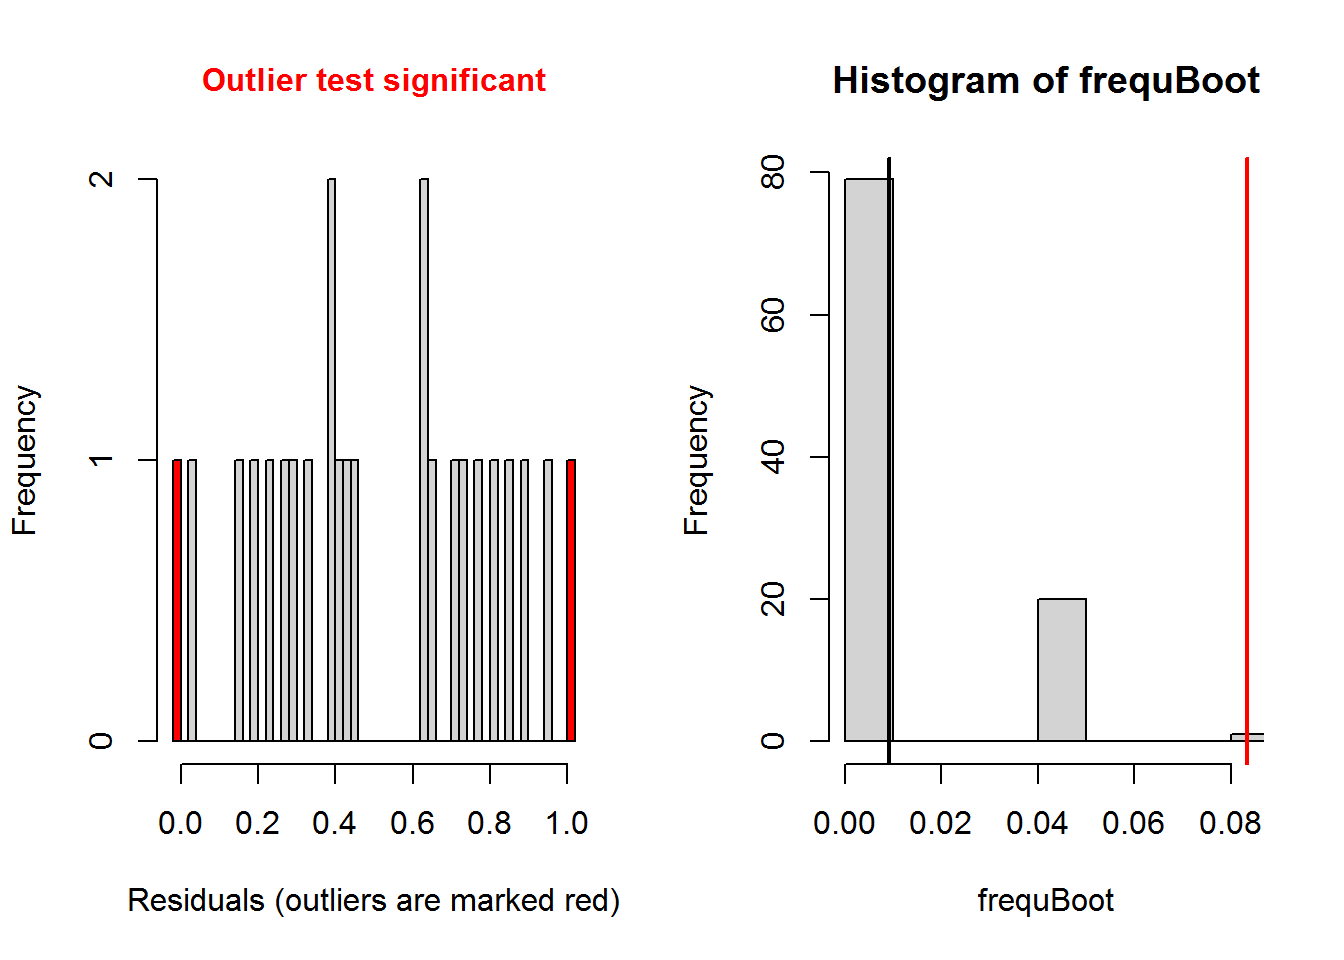 Outlier test significant
Frequency
2
1
0
0.0 0.2 0.4 0.6 0.8 1.0
Residuals (outliers are marked red)
Histogram of frequBoot
Frequency
80
60
40
20
0
0.00 0.02 0.04 0.06 0.08
frequBoot